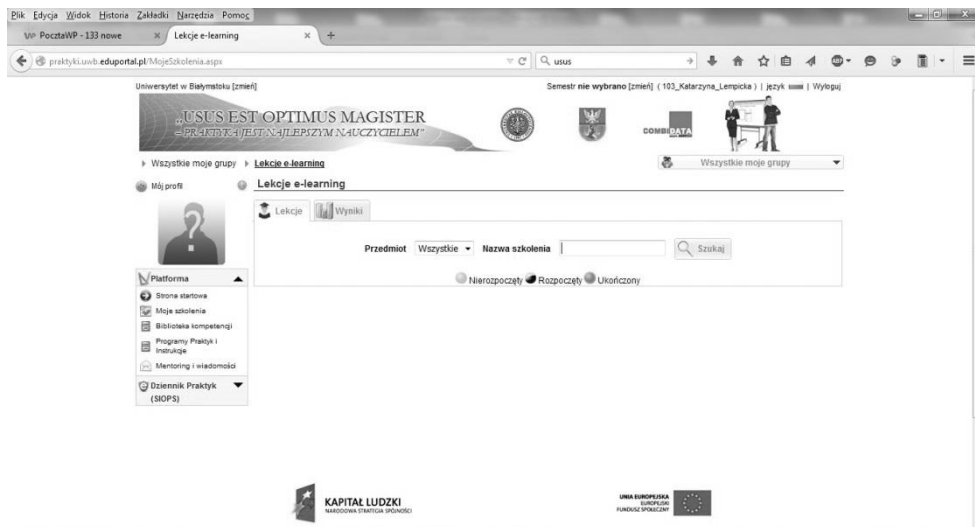 Plik Edycja Widok Historia Zakładki Narzędzia Pomoc
PocztaWP - 133 nowe
Lekcje e-learning
praktyki.uwb.eduportal.pl/MojeSzkolenia.aspx
usus
Uniwersytet w Białymstoku [zmień]
Semestr nie wybrano [zmień] ( 103_Katarzyna_Lempicka ) | język | Wyloguj
„USUS EST OPTIMUS MAGISTER
– PRAKTYKA JEST NAJLEPSZYM NAUCZYCIELEM"
COMBIDATA
Wszystkie moje grupy
Lekcje e-learning
Wszystkie moje grupy
Mój profil
Lekcje e-learning
Lekcje
Wyniki
Przedmiot Wszystkie Nazwa szkolenia Szukaj
Nierozpoczęty Rozpoczęty Ukończony
Platforma
Strona startowa
Moje szkolenia
Biblioteka kompetencji
Programy Praktyk i
Instrukcje
Mentoring i wiadomości
Dziennik Praktyk
(SIOPS)
KAPITAŁ LUDZKI
NARODOWA STRATEGIA SPÓJNOŚCI
UNIA EUROPEJSKA
EUROPEJSKI
FUNDUSZ SPOŁECZNY